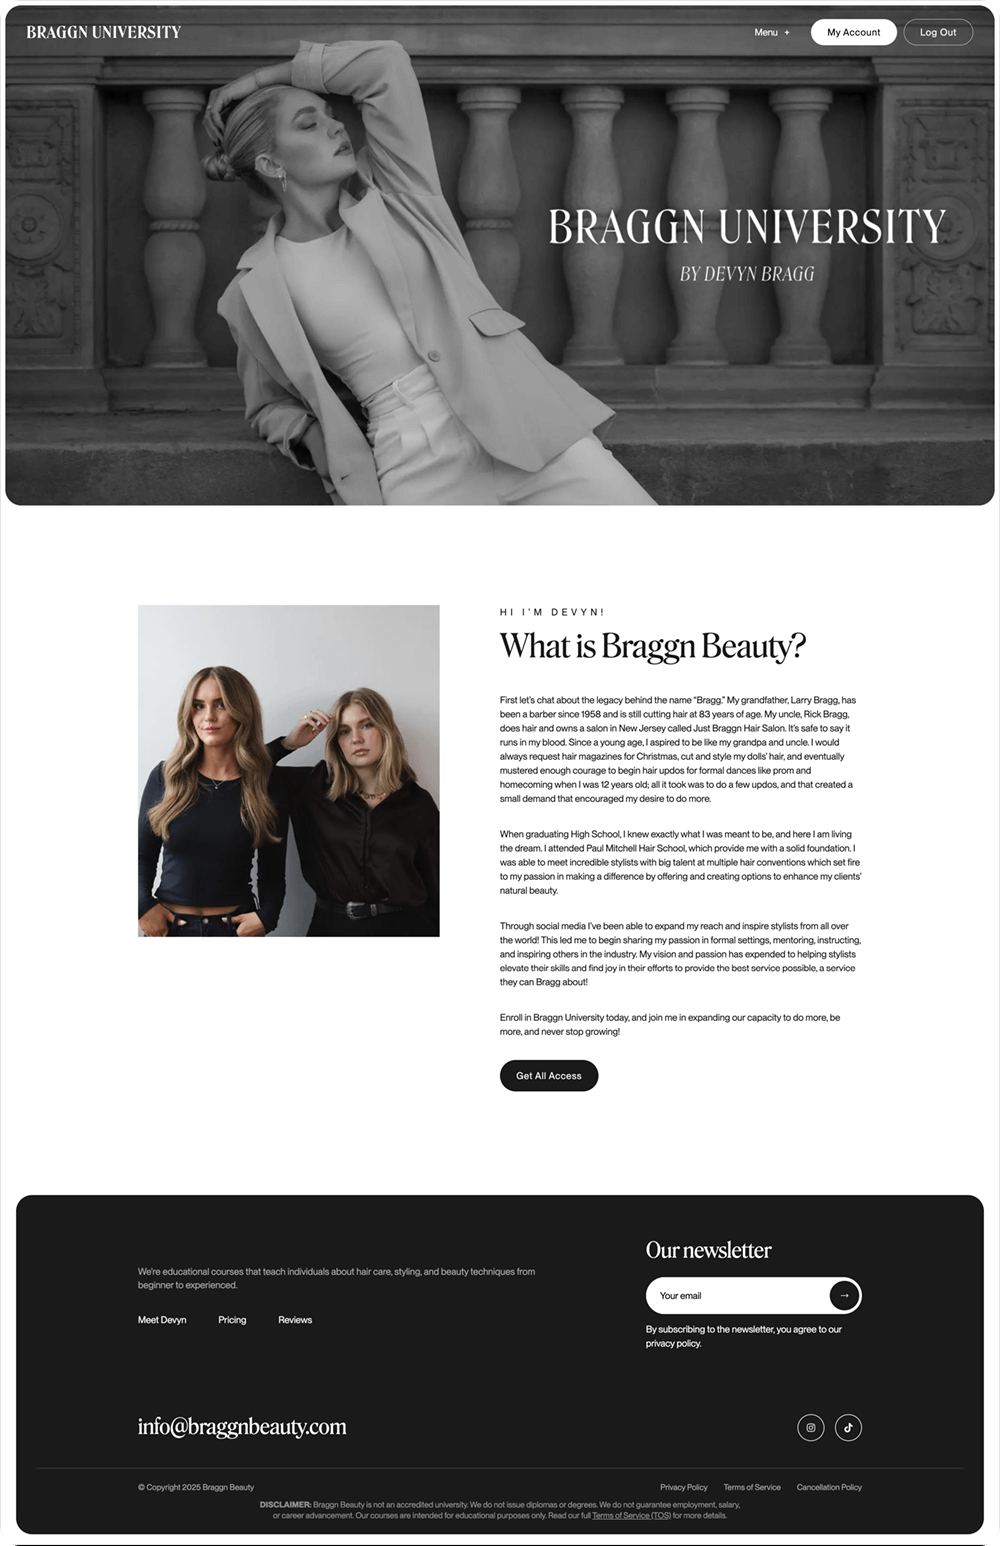 BRAGGN UNIVERSITY
Menu +
My Account
Log Out
BRAGGN UNIVERSITY
BY DEVYN BRAGG
HI I'M DEVYN!
What is Braggn Beauty?
First let's chat about the legacy behind the name “Bragg.” My grandfather, Larry Bragg, has
been a barber since 1958 and is still cutting hair at 83 years of age. My uncle, Rick Bragg,
does hair and owns a salon in New Jersey called Just Braggn Hair Salon. It's safe to say it
runs in my blood. Since a young age, I aspired to be like my grandpa and uncle. I would
always request hair magazines for Christmas, cut and style my dolls' hair, and eventually
mustered enough courage to begin hair updos for formal dances like prom and
homecoming when I was 12 years old; all it took was to do a few updos, and that created a
small demand that encouraged my desire to do more.
When graduating High School, I knew exactly what I was meant to be, and here I am living
the dream. I attended Paul Mitchell Hair School, which provide me with a solid foundation. I
was able to meet incredible stylists with big talent at multiple hair conventions which set fire
to my passion in making a difference by offering and creating options to enhance my clients'
natural beauty.
Through social media I've been able to expand my reach and inspire stylists from all over
the world! This led me to begin sharing my passion in formal settings, mentoring, instructing,
and inspiring others in the industry. My vision and passion has expended to helping stylists
elevate their skills and find joy in their efforts to provide the best service possible, a service
they can Bragg about!
Enroll in Braggn University today, and join me in expanding our capacity to do more, be
more, and never stop growing!
Get All Access
We're educational courses that teach individuals about hair care, styling, and beauty techniques from
beginner to experienced.
Meet Devyn
Pricing
Reviews
Our newsletter
Your email
By subscribing to the newsletter, you agree to our
privacy policy.
info@braggnbeauty.com
© Copyright 2025 Braggn Beauty
Privacy Policy
Terms of Service
Cancellation Policy
DISCLAIMER: Braggn Beauty is not an accredited university. We do not issue diplomas or degrees. We do not guarantee employment, salary,
or career advancement. Our courses are intended for educational purposes only. Read our full Terms of Service (TOS) for more details.